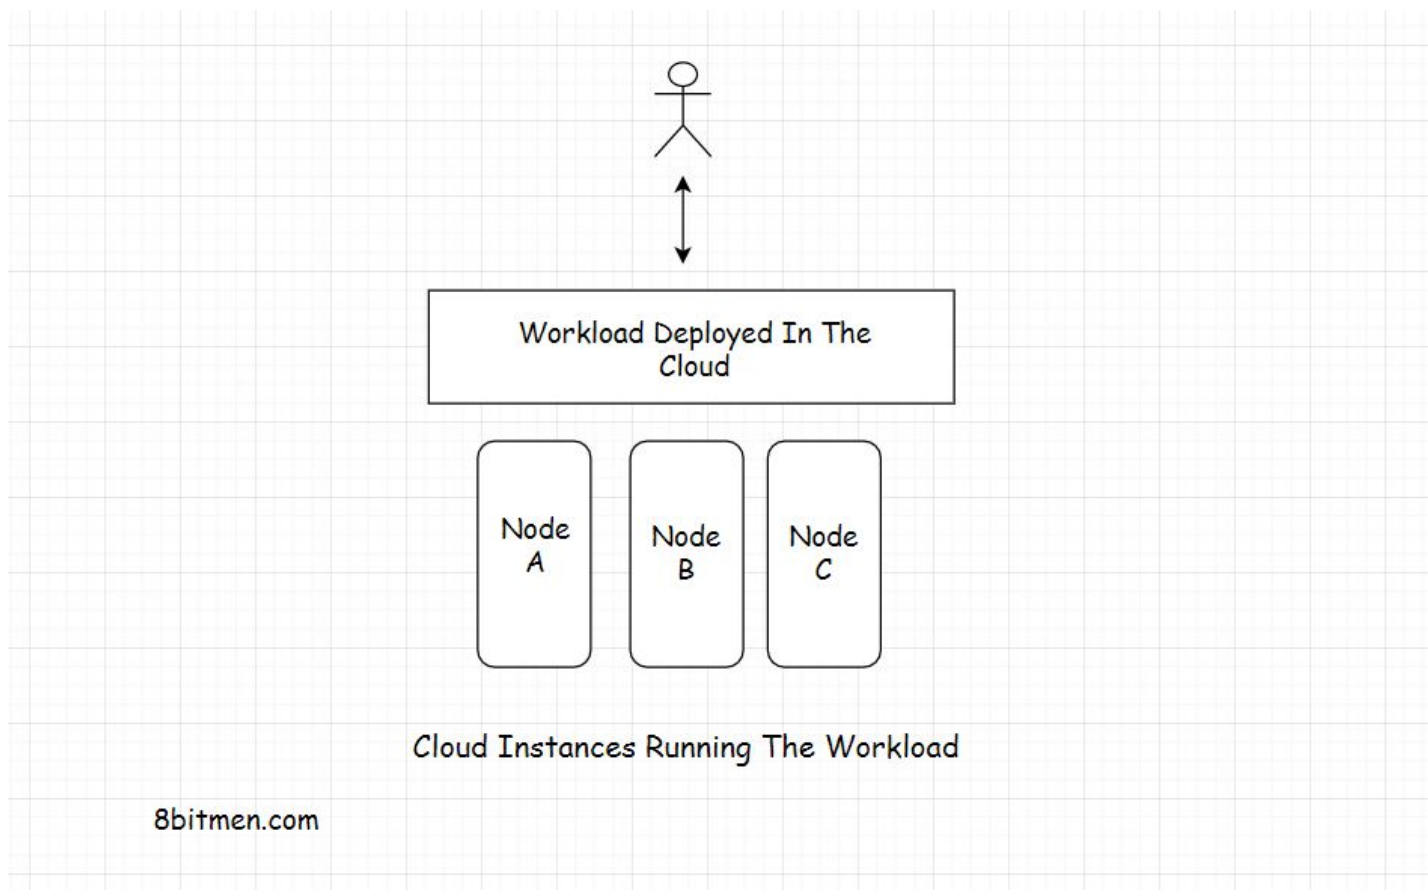 Workload Deployed In The
Cloud
Node
A
Node
B
Node
C
Cloud Instances Running The Workload
8bitmen.com